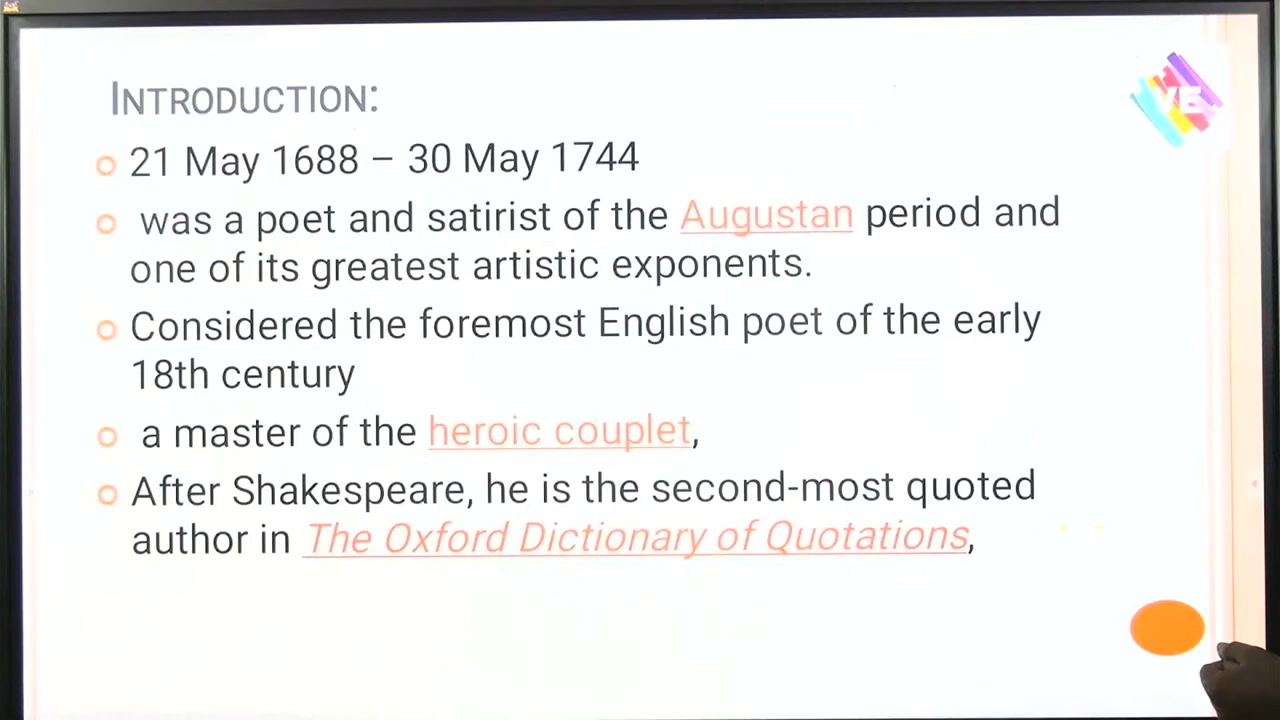 INTRODUCTION:
21 May 1688 – 30 May 1744
was a poet and satirist of the Augustan period and
one of its greatest artistic exponents.
Considered the foremost English poet of the early
18th century
a master of the heroic couplet,
After Shakespeare, he is the second-most quoted
author in The Oxford Dictionary of Quotations,
YE